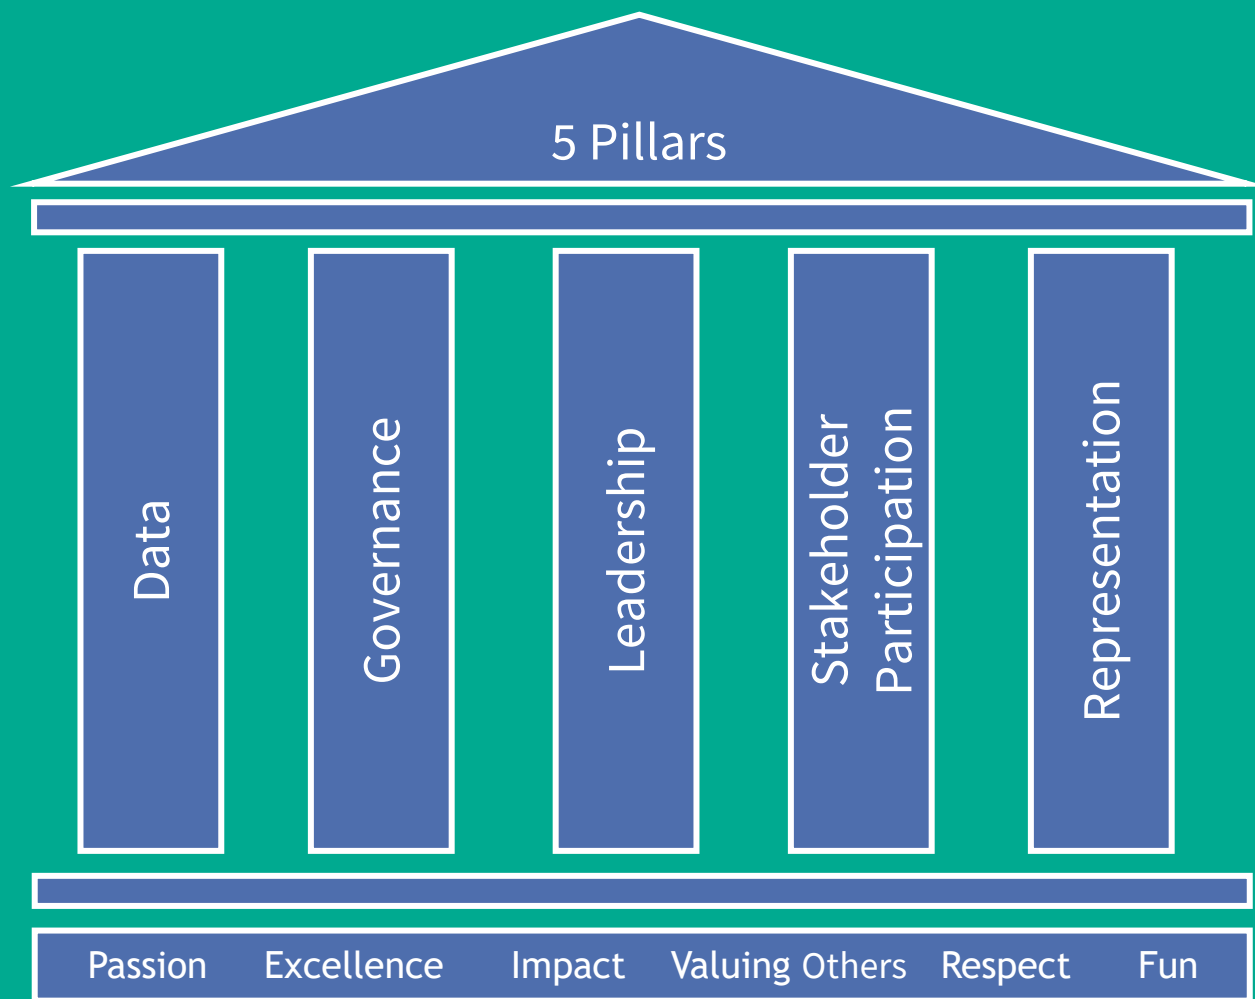 5 Pillars
Data
Governance
Leadership
Stakeholder
Participation
Representation
Passion Excellence Impact Valuing Others Respect Fun